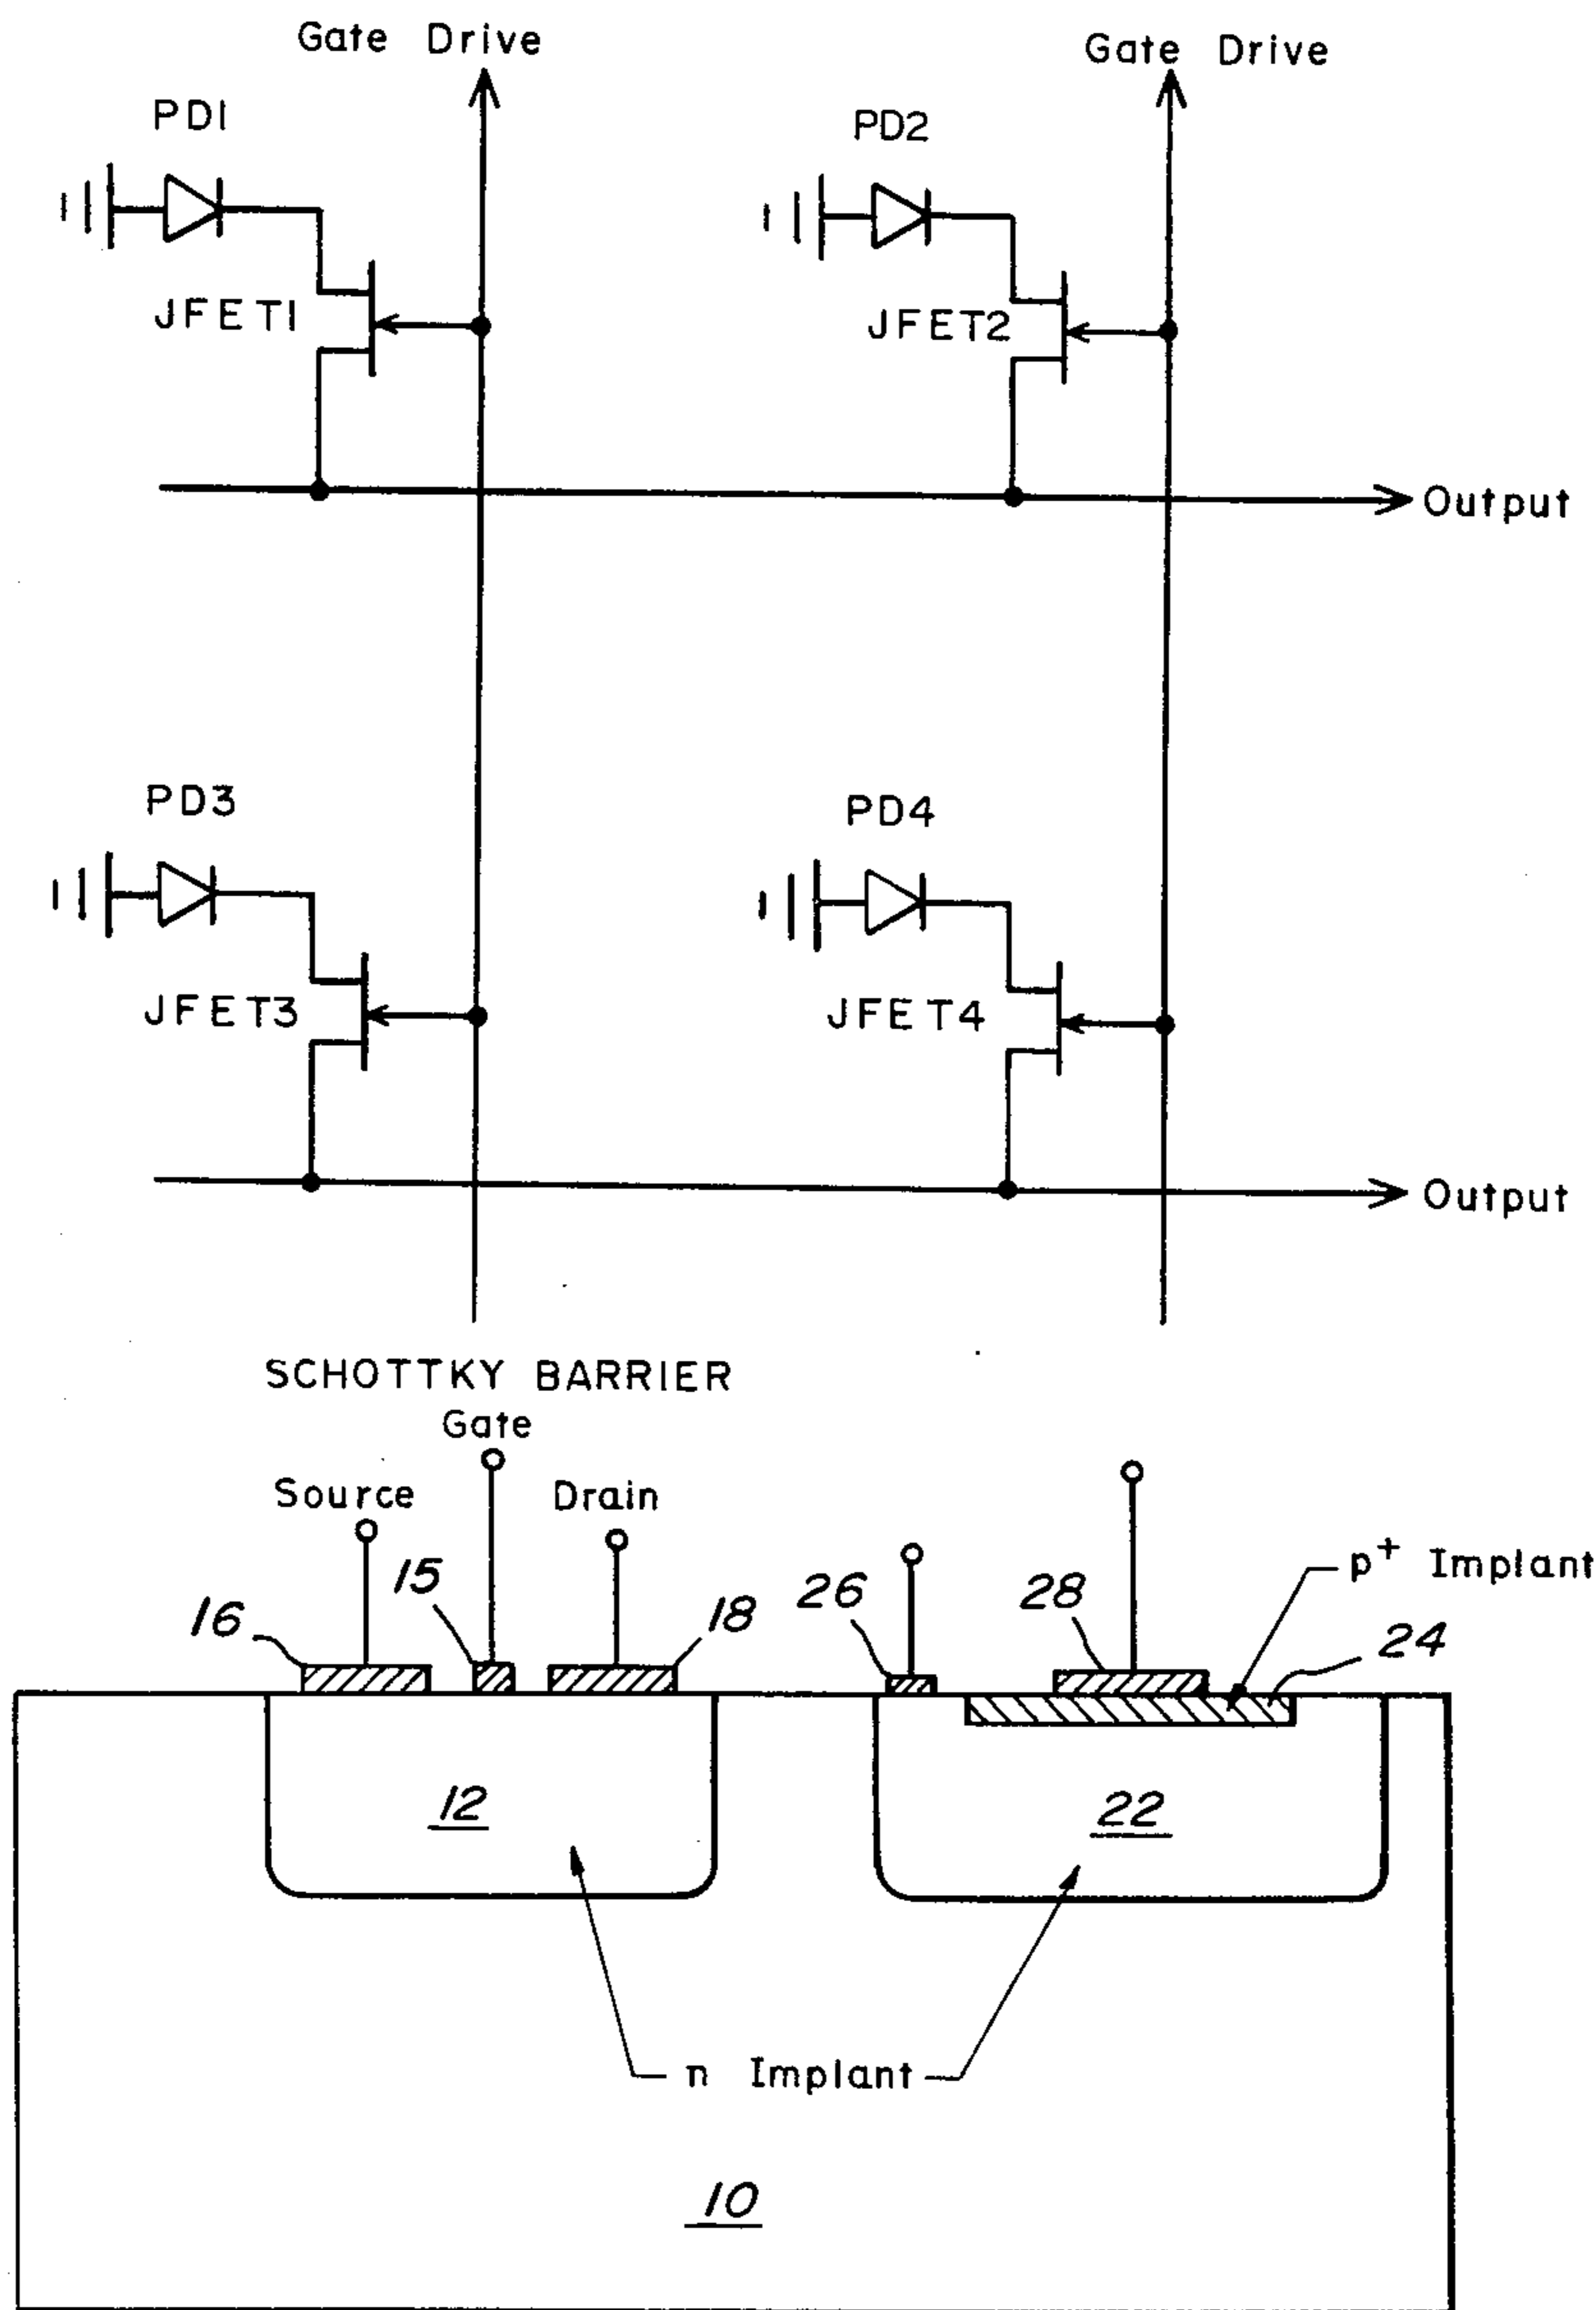 Gate Drive
Gate Drive
PD1
PD2
JFET1
JFET2
Output
PD3
PD4
JFET3
JFET4
Output
SCHOTTKY BARRIER
Gate
Source
Drain
p+ Implant
15
26
28
16
18
24
12
22
n Implant
10